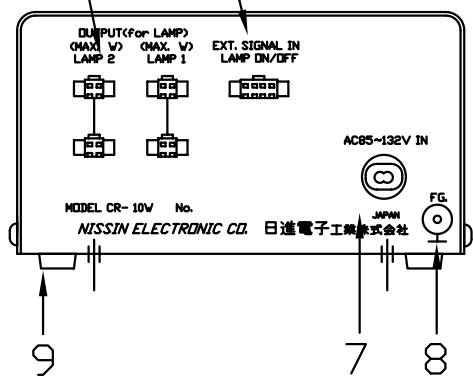 OUTPUT(for LAMP)
(MAX. W) (MAX. W) EXT. SIGNAL IN
LAMP 2 LAMP 1 LAMP ON/OFF
AC85~132V IN
FG.
MODEL CR-10W No. JAPAN
NISSIN ELECTRONIC CO. 日進電子工業株式会社
9 7 8